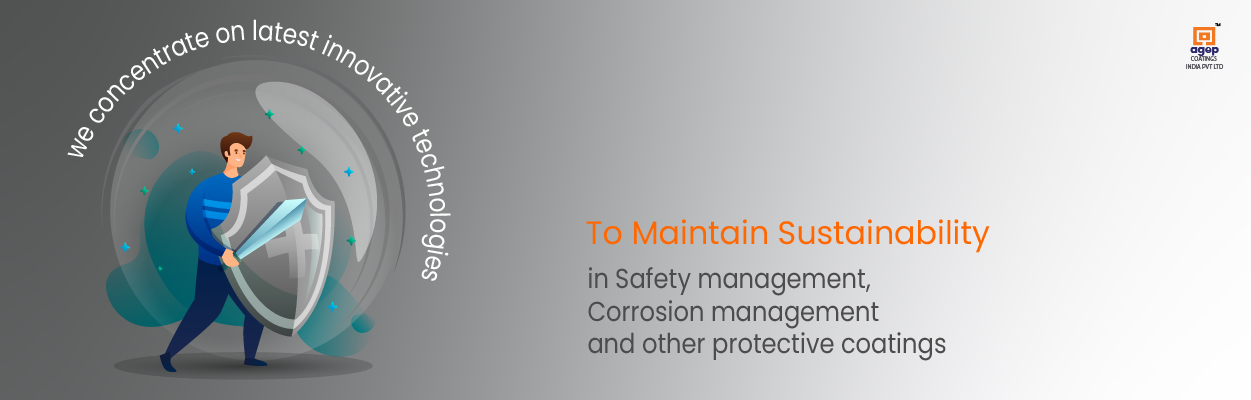 we concentrate on latest innovative technologies
TM
agep
COATINGS
INDIA PVT LTD
To Maintain Sustainability
in Safety management,
Corrosion management
and other protective coatings